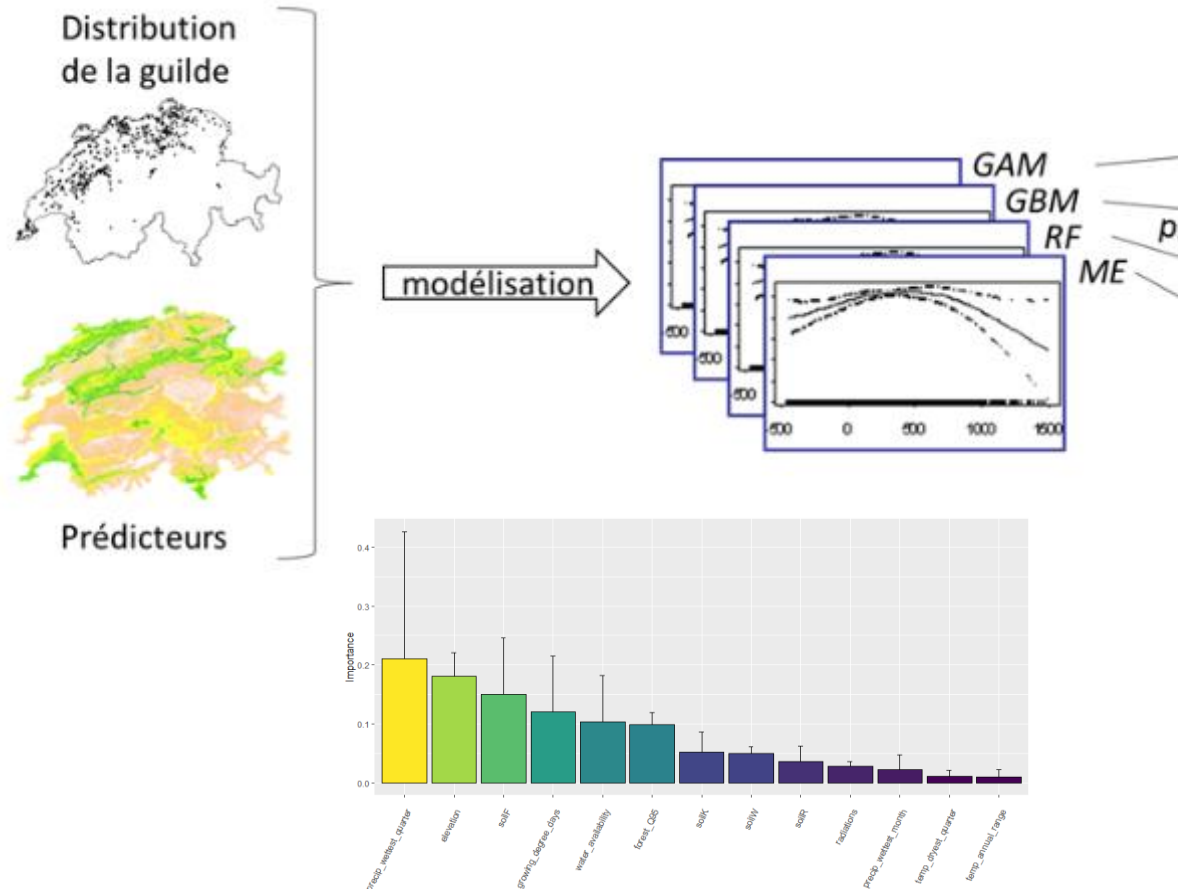 Distribution
de la guilde
Prédicteurs
modélisation
GAM
GBM
RF
ME
p
-500
-500
-500
-500 0 500 1000 1500
Importance
0.4
0.3
0.2
0.1
0.0
precip_wettest_quarter
elevation
soilF
growing_degree_days
water_availability
forest_Q95
soilK
soilW
soilR
radiations
precip_wettest_month
temp_dryest_quarter
temp_annual_range